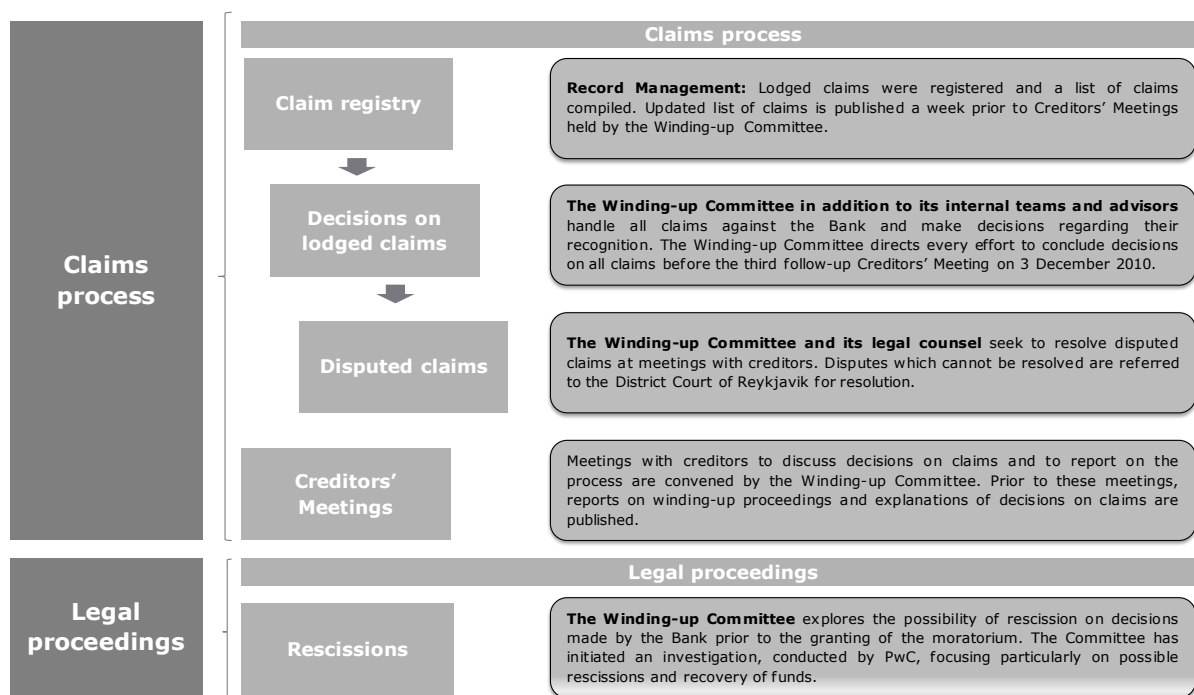 Claims
process
Claims process
Claim registry
Record Management: Lodged claims were registered and a list of claims
compiled. Updated list of claims is published a week prior to Creditors’ Meetings
held by the Winding-up Committee.
Decisions on
lodged claims
The Winding-up Committee in addition to its internal teams and advisors
handle all claims against the Bank and make decisions regarding their
recognition. The Winding-up Committee directs every effort to conclude decisions
on all claims before the third follow-up Creditors’ Meeting on 3 December 2010.
Disputed claims
The Winding-up Committee and its legal counsel seek to resolve disputed
claims at meetings with creditors. Disputes which cannot be resolved are referred
to the District Court of Reykjavik for resolution.
Creditors’
Meetings
Meetings with creditors to discuss decisions on claims and to report on the
process are convened by the Winding-up Committee. Prior to these meetings,
reports on winding-up proceedings and explanations of decisions on claims are
published.
Legal
proceedings
Legal proceedings
Rescissions
The Winding-up Committee explores the possibility of rescission on decisions
made by the Bank prior to the granting of the moratorium. The Committee has
initiated an investigation, conducted by PwC, focusing particularly on possible
rescissions and recovery of funds.